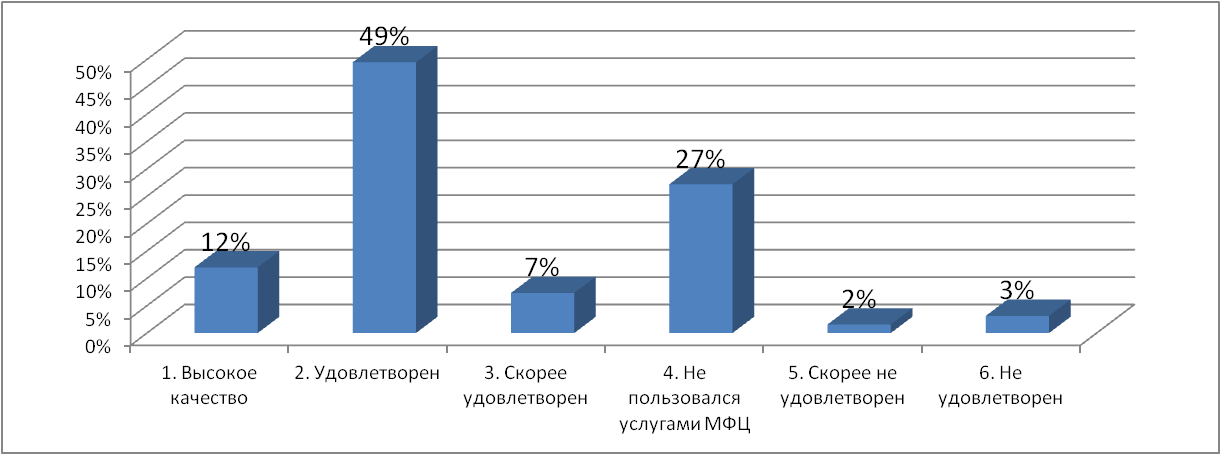 49%
50%
45%
40%
35%
30%
25%
20%
15%
10%
5%
0%
12%
7%
27%
2%
3%
1. Высокое
качество
2. Удовлетворен
3. Скорее
удовлетворен
4. Не
пользовался
услугами МФЦ
5. Скорее не
удовлетворен
6. Не
удовлетворен